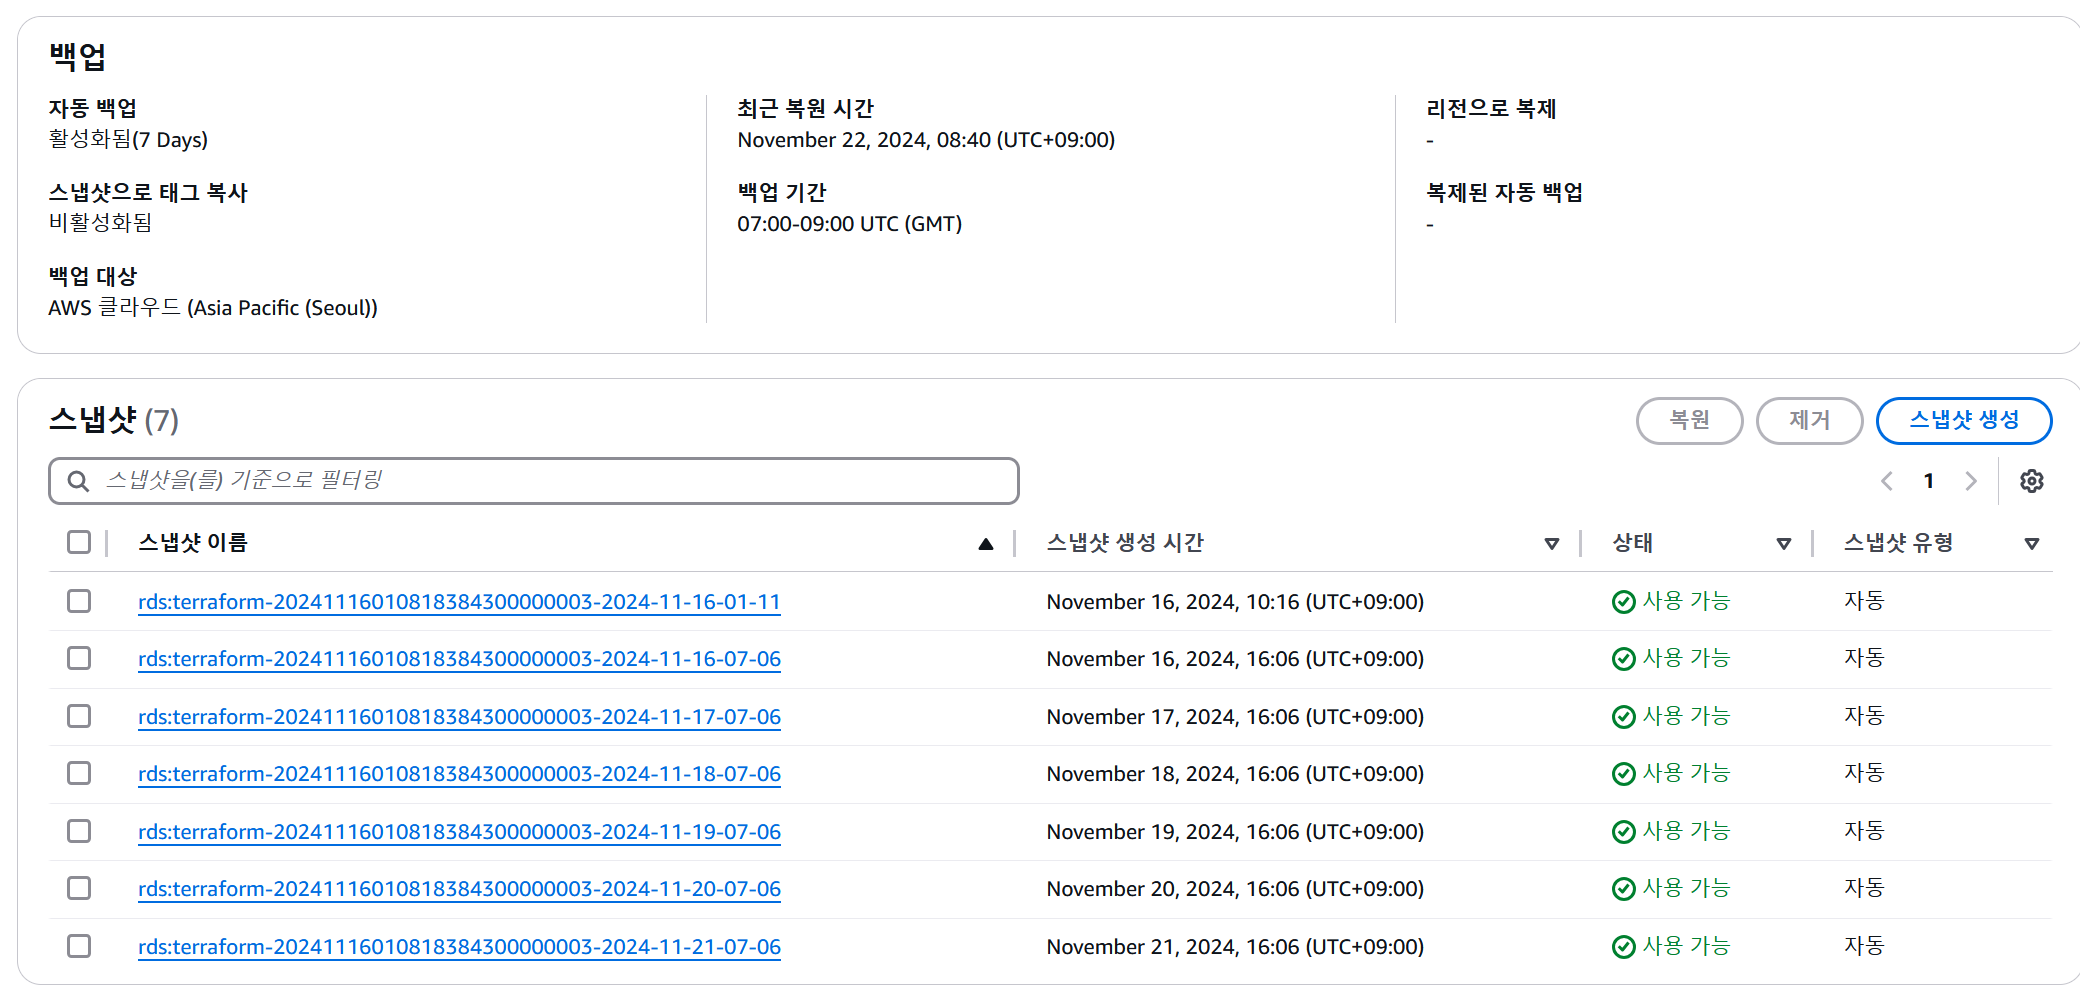 백업
자동 백업
활성화됨(7 Days)
스냅샷으로 태그 복사
비활성화됨
백업 대상
AWS 클라우드 (Asia Pacific (Seoul))
최근 복원 시간
November 22, 2024, 08:40 (UTC+09:00)
백업 기간
07:00-09:00 UTC (GMT)
리전으로 복제
-
복제된 자동 백업
-
스냅샷 (7)
복원 제거 스냅샷 생성
스냅샷을(를) 기준으로 필터링
1
스냅샷 이름 스냅샷 생성 시간 상태 스냅샷 유형
rds:terraform-20241116010818384300000003-2024-11-16-01-11 November 16, 2024, 10:16 (UTC+09:00) 사용 가능 자동
rds:terraform-20241116010818384300000003-2024-11-16-07-06 November 16, 2024, 16:06 (UTC+09:00) 사용 가능 자동
rds:terraform-20241116010818384300000003-2024-11-17-07-06 November 17, 2024, 16:06 (UTC+09:00) 사용 가능 자동
rds:terraform-20241116010818384300000003-2024-11-18-07-06 November 18, 2024, 16:06 (UTC+09:00) 사용 가능 자동
rds:terraform-20241116010818384300000003-2024-11-19-07-06 November 19, 2024, 16:06 (UTC+09:00) 사용 가능 자동
rds:terraform-20241116010818384300000003-2024-11-20-07-06 November 20, 2024, 16:06 (UTC+09:00) 사용 가능 자동
rds:terraform-20241116010818384300000003-2024-11-21-07-06 November 21, 2024, 16:06 (UTC+09:00) 사용 가능 자동